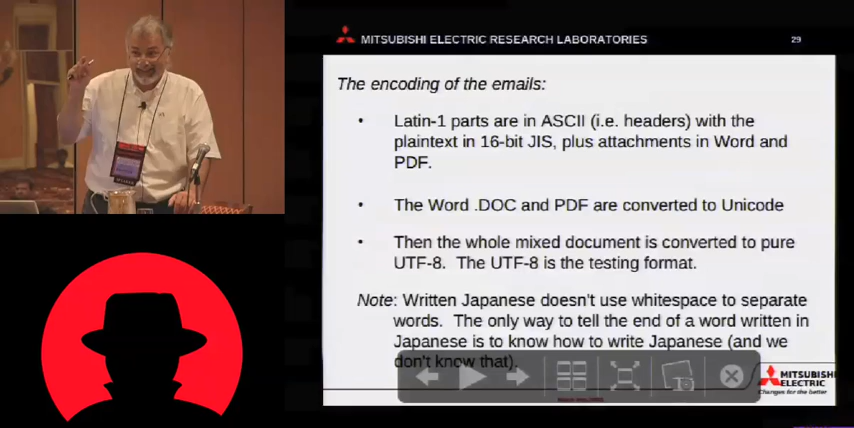 MITSUBISHI ELECTRIC RESEARCH LABORATORIES 29
The encoding of the emails:
• Latin-1 parts are in ASCII (i.e. headers) with the
plaintext in 16-bit JIS, plus attachments in Word and
PDF.
• The Word .DOC and PDF are converted to Unicode
• Then the whole mixed document is converted to pure
UTF-8. The UTF-8 is the testing format.
Note: Written Japanese doesn't use whitespace to separate
words. The only way to tell the end of a word written in
Japanese is to know how to write Japanese (and we
don't know that).
MITSUBISHI
ELECTRIC
Changes for the better